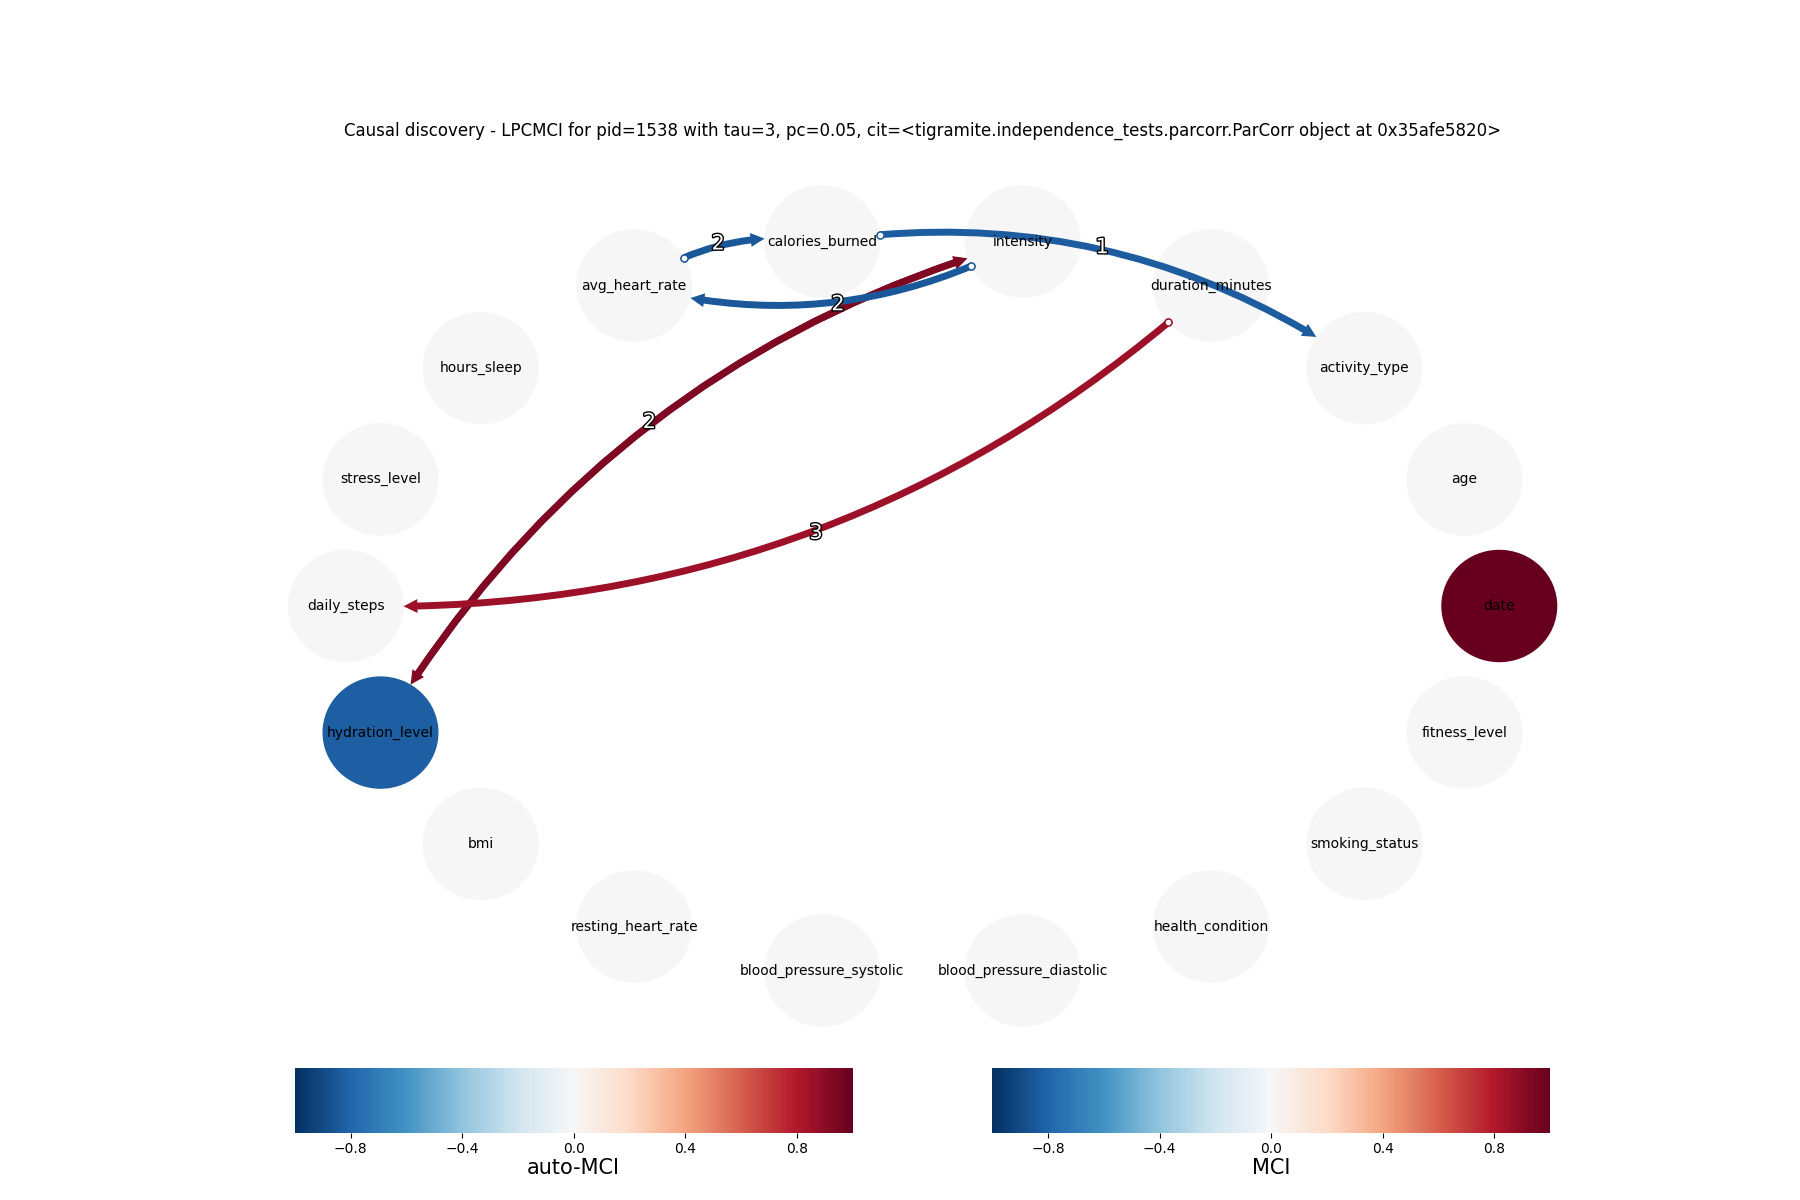 Causal discovery - LPCMCI for pid=1538 with tau=3, pc=0.05, cit=<tigramite.independence_tests.parcorr.ParCorr object at 0x35afe5820>
calories_burned
intensity
2
1
avg_heart_rate
duration_minutes
2
hours_sleep
activity_type
2
stress_level
age
3
daily_steps
date
hydration_level
fitness_level
bmi
smoking_status
resting_heart_rate
health_condition
blood_pressure_systolic
blood_pressure_diastolic
−0.8 −0.4 0.0 0.4 0.8
auto-MCI
−0.8 −0.4 0.0 0.4 0.8
MCI